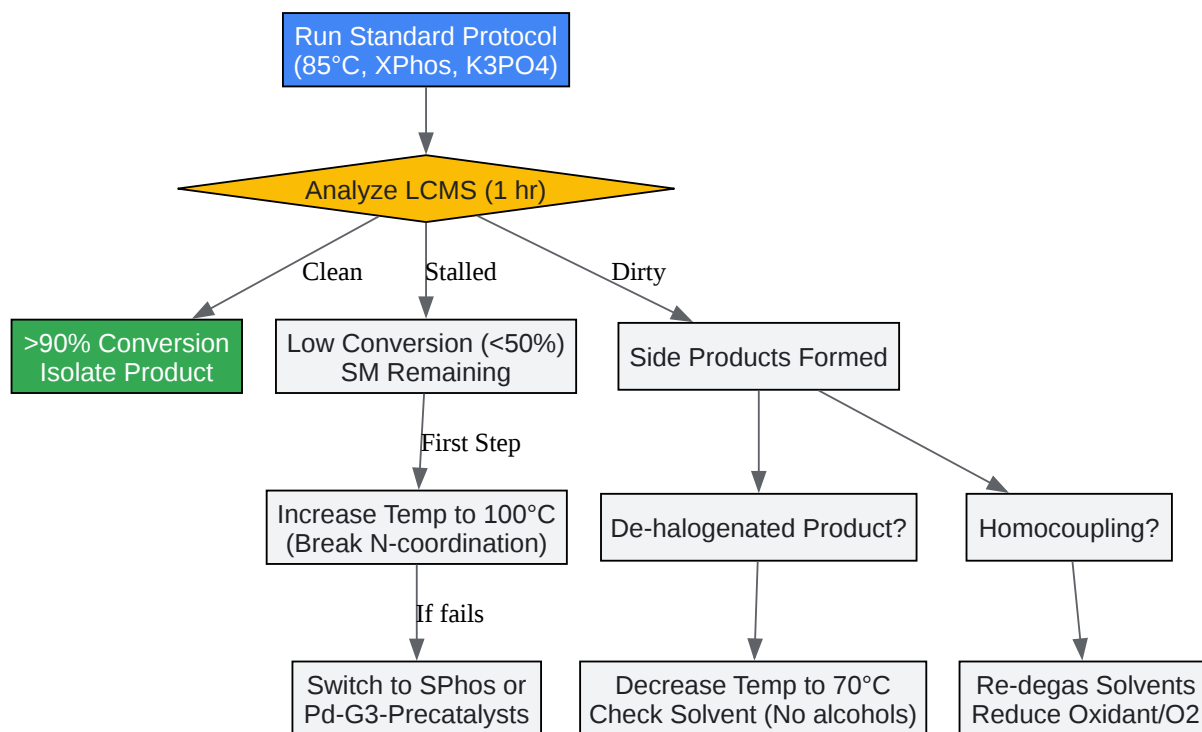 Run Standard Protocol
(85°C, XPhos, K3PO4)
Analyze LCMS (1 hr)
Clean
Stalled
Dirty
>90% Conversion
Isolate Product
Low Conversion (<50%)
SM Remaining
Side Products Formed
First Step
Increase Temp to 100°C
(Break N-coordination)
De-halogenated Product?
Homocoupling?
If fails
Switch to SPhos or
Pd-G3-Precatalysts
Decrease Temp to 70°C
Check Solvent (No alcohols)
Re-degas Solvents
Reduce Oxidant/O2